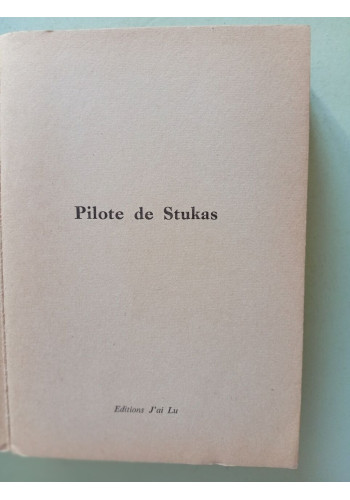 Pilote de Stukas
Editions J'ai Lu